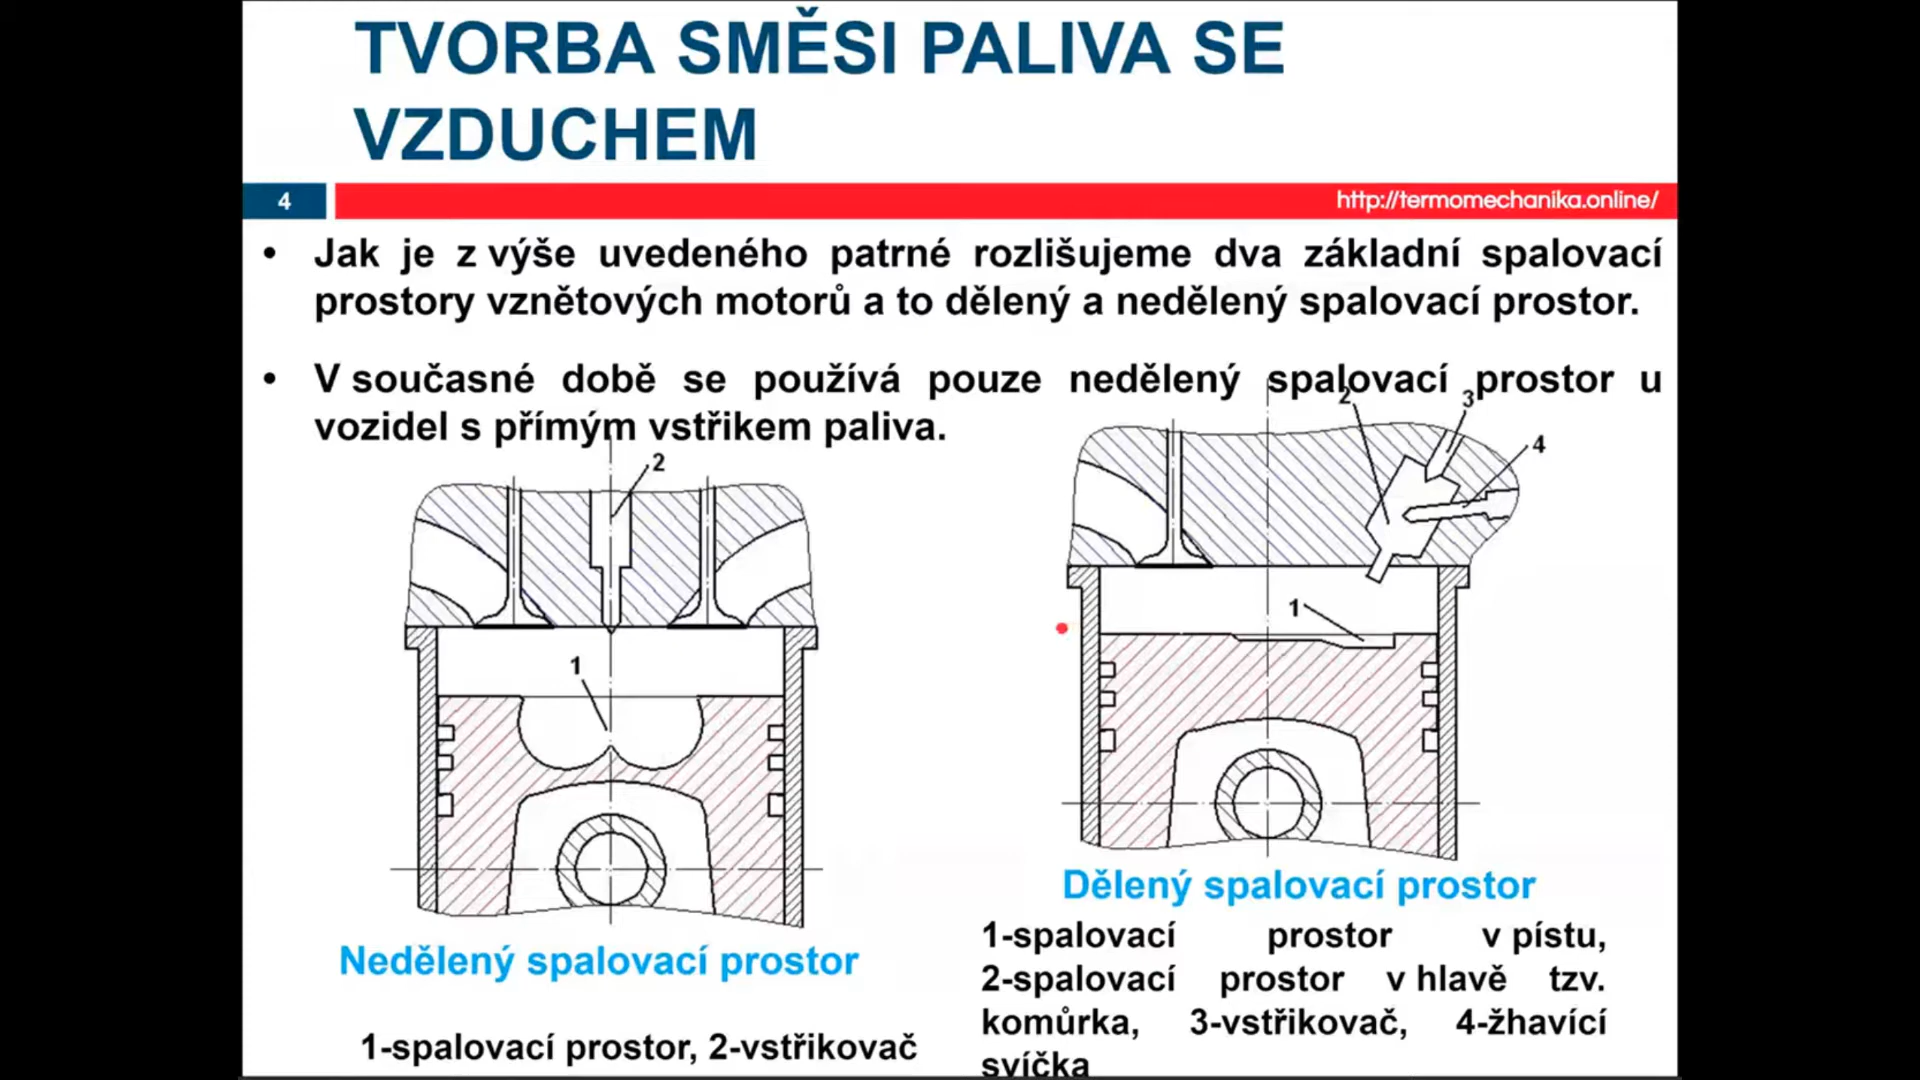 TVORBA SMĚSI PALIVA SE
VZDUCHEM
4
http://termomechanika.online/
• Jak je z výše uvedeného patrné rozlišujeme dva základní spalovací
prostory vznětových motorů a to dělený a nedělený spalovací prostor.
• V současné době se používá pouze nedělený spalovací prostor u
vozidel s přímým vstřikem paliva.
2
1
Nedělený spalovací prostor
1-spalovací prostor, 2-vstřikovač
2
3
4
1
Dělený spalovací prostor
1-spalovací prostor v pístu,
2-spalovací prostor v hlavě tzv.
komůrka, 3-vstřikovač, 4-žhavící
svíčka